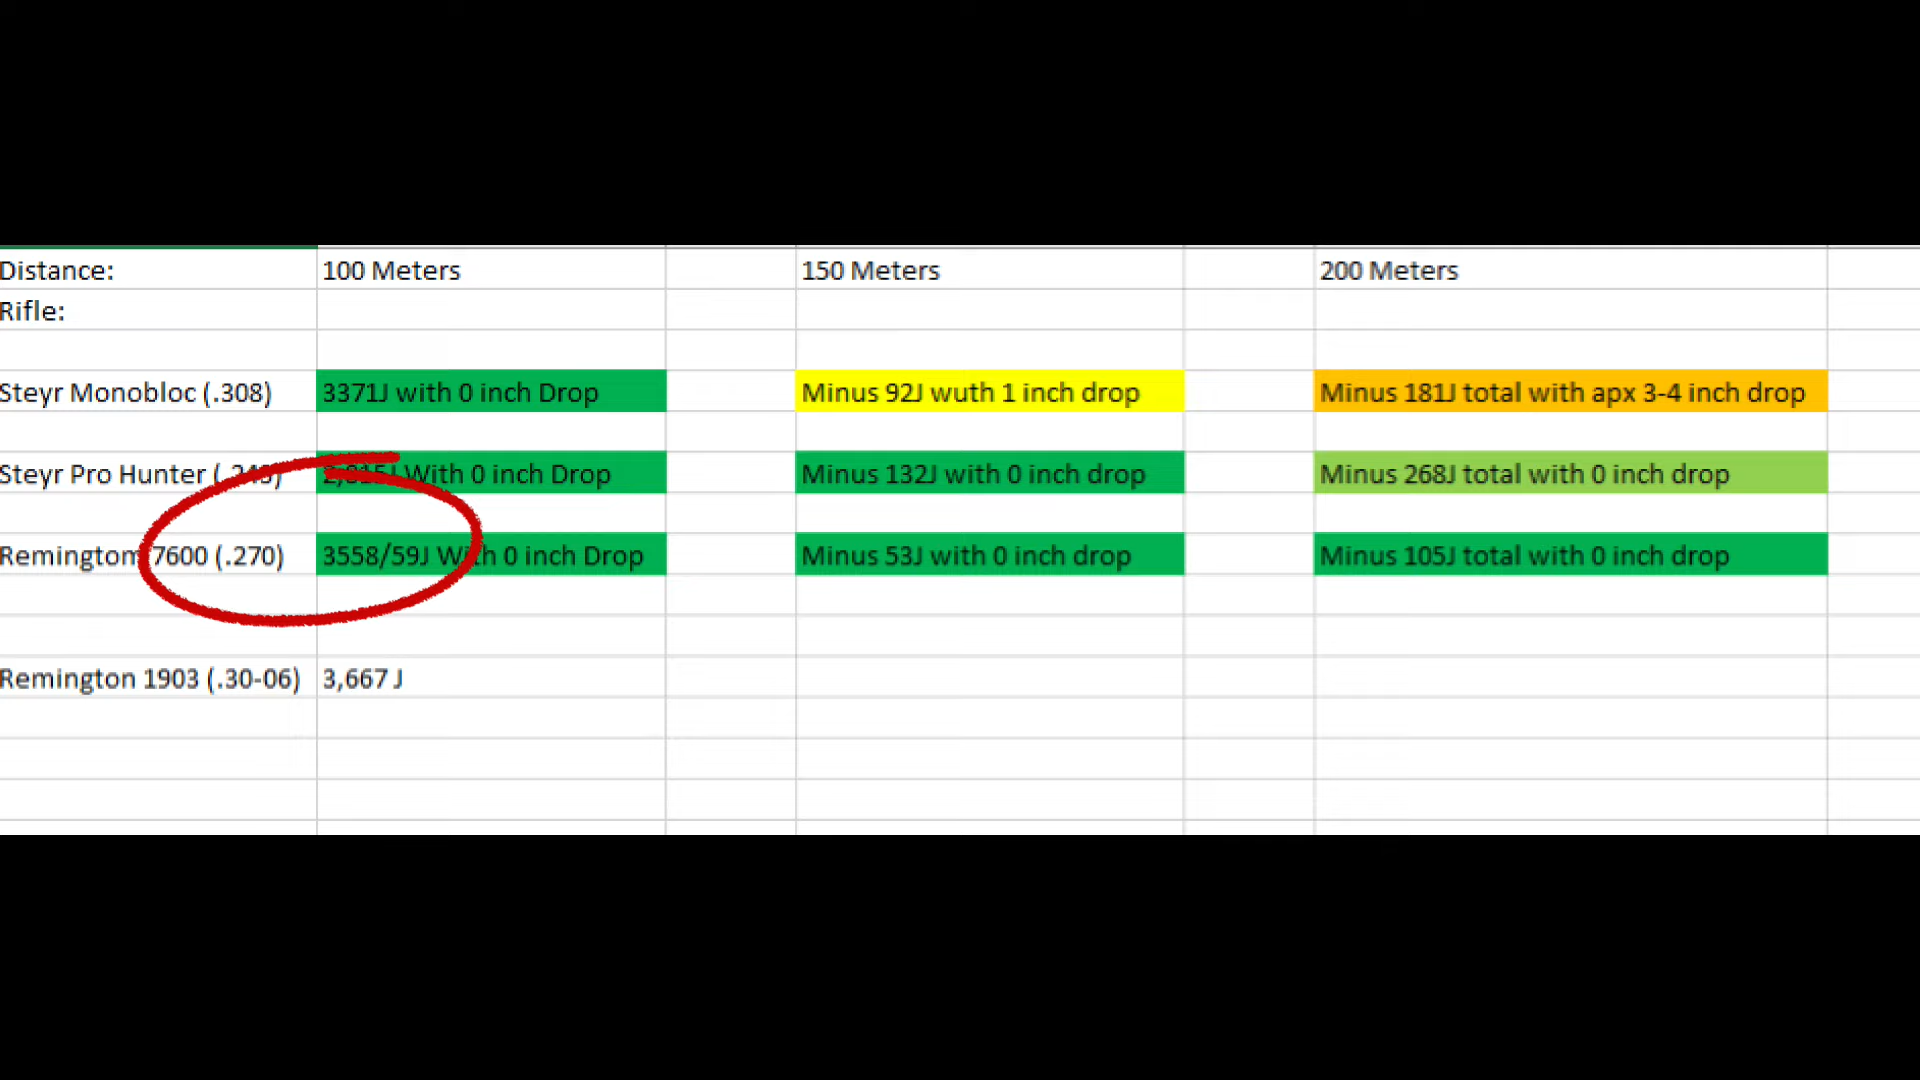 Distance: 100 Meters 150 Meters 200 Meters
Rifle:
Steyr Monobloc (.308) 3371J with 0 inch Drop Minus 92J wuth 1 inch drop Minus 181J total with apx 3-4 inch drop
Steyr Pro Hunter With 0 inch Drop Minus 132J with 0 inch drop Minus 268J total with 0 inch drop
Remington 7600 (.270) 3558/59J With 0 inch Drop Minus 53J with 0 inch drop Minus 105J total with 0 inch drop
Remington 1903 (.30-06) 3,667 J